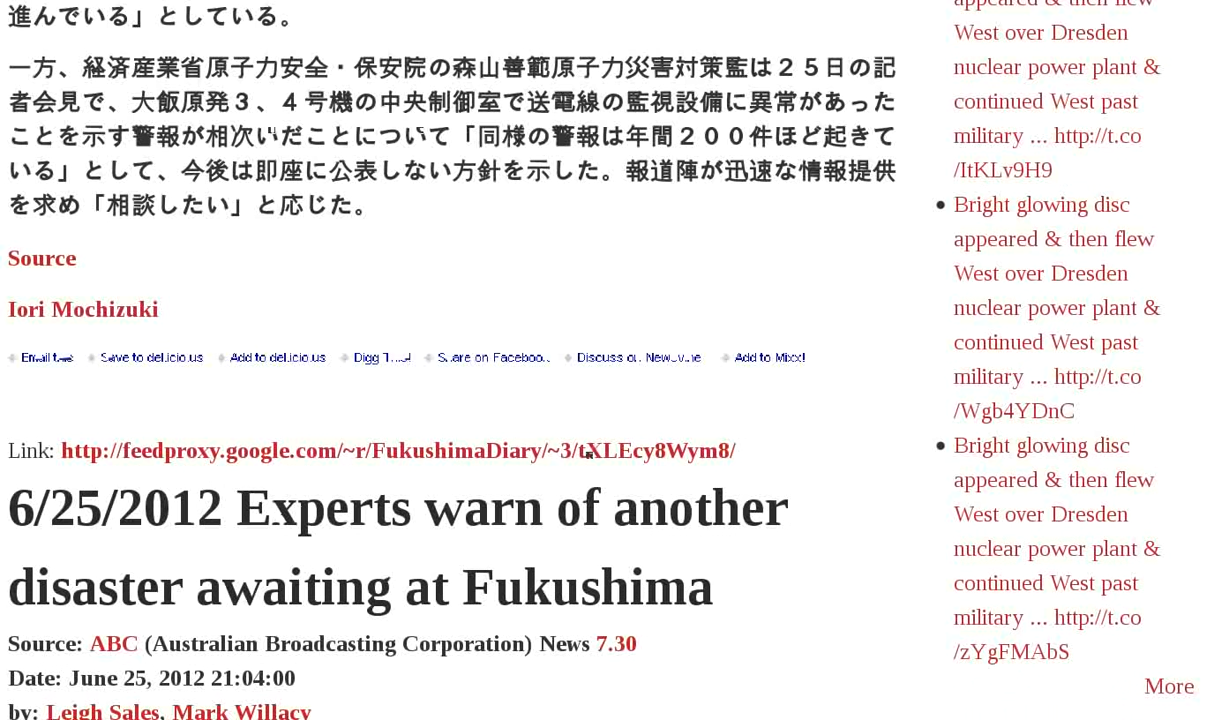 進んでいる」としている。
一方、経済産業省原子力安全・保安院の森山善範原子力災害対策監は２５日の記
者会見で、大飯原発３、４号機の中央制御室で送電線の監視設備に異常があった
ことを示す警報が相次いだことについて「同様の警報は年間２００件ほど起きて
いる」として、今後は即座に公表しない方針を示した。報道陣が迅速な情報提供
を求め「相談したい」と応じた。
Source
Iori Mochizuki
Email this Save to del.icio.us Add to del.icio.us Digg This! Share on Facebook Discuss on Newsvine Add to Mixx!
Link: http://feedproxy.google.com/~r/FukushimaDiary/~3/tXLEcy8Wym8/
6/25/2012 Experts warn of another
disaster awaiting at Fukushima
Source: ABC (Australian Broadcasting Corporation) News 7.30
Date: June 25, 2012 21:04:00
by: Leigh Sales, Mark Willacy
appeared & then flew
West over Dresden
nuclear power plant &
continued West past
military ... http://t.co
/ItKLv9H9
Bright glowing disc
appeared & then flew
West over Dresden
nuclear power plant &
continued West past
military ... http://t.co
/Wgb4YDnC
Bright glowing disc
appeared & then flew
West over Dresden
nuclear power plant &
continued West past
military ... http://t.co
/zYgFMAbS
More